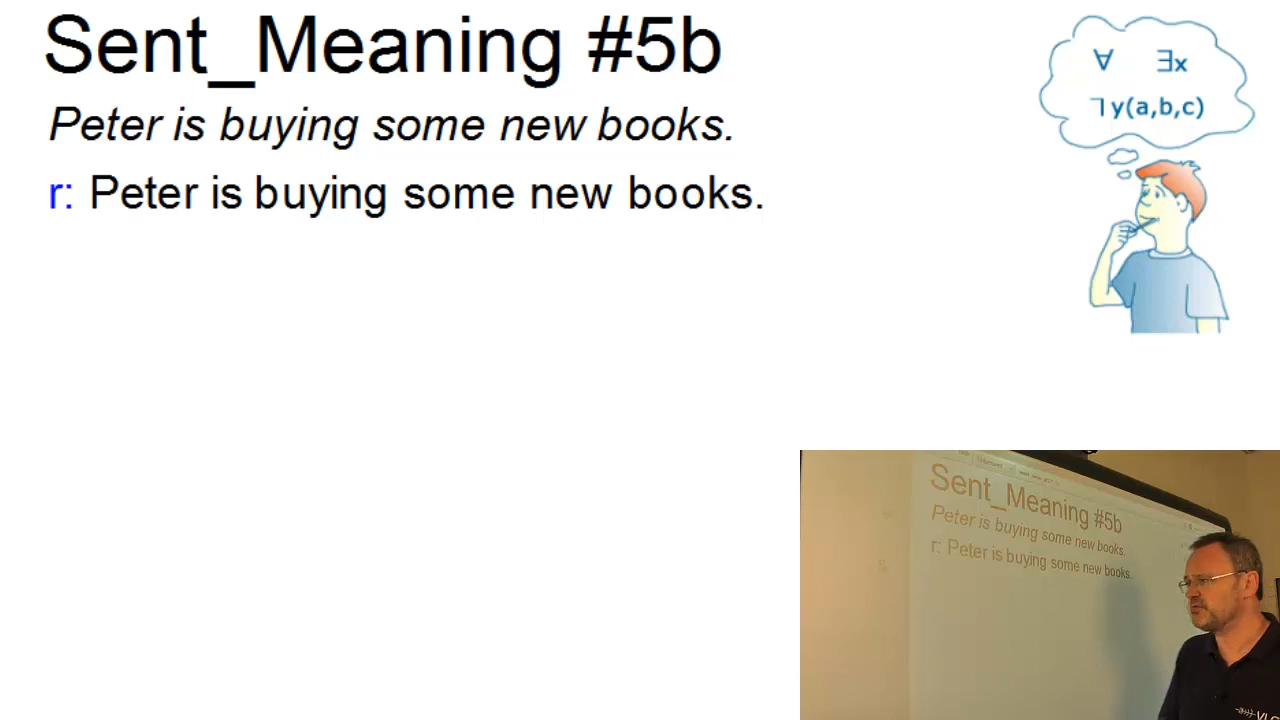 Sent_Meaning #5b
Peter is buying some new books.
r: Peter is buying some new books.
∀ ∃x
ꓶy(a,b,c)
Sent_Meaning #5b
Peter is buying some new books.
r: Peter is buying some new books.